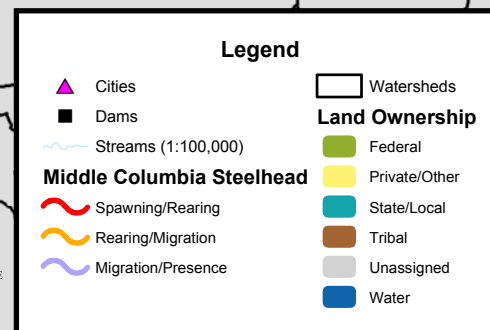 Legend
Cities
Dams
Streams (1:100,000)
Middle Columbia Steelhead
Spawning/Rearing
Rearing/Migration
Migration/Presence
Watersheds
Land Ownership
Federal
Private/Other
State/Local
Tribal
Unassigned
Water
E